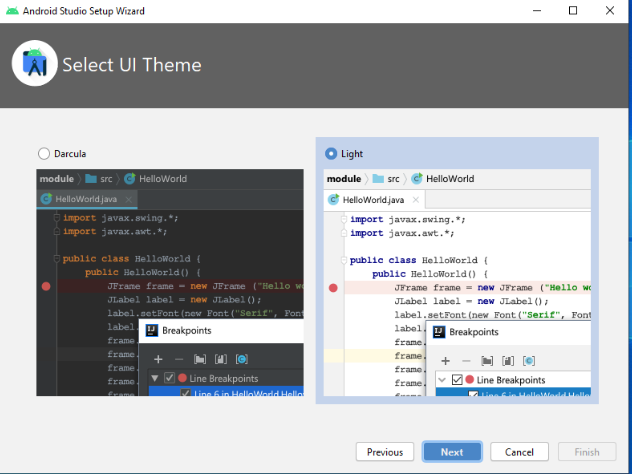 Android Studio Setup Wizard
Select UI Theme
Darcula
module src HelloWorld
HelloWorld.java
import javax.swing.*;
import javax.awt.*;
public class HelloWorld {
public HelloWorld() {
JFrame frame = new JFrame ("Hello wo
JLabel label = new JLabel();
label.setFont(new Font("Serif", Font
label.
Breakpoints
frame.
frame.
frame.
frame.
frame.
Line Breakpoints
Line 6 in HelloWorld.Hello
Light
module src HelloWorld
HelloWorld.java
import javax.swing.*;
import javax.awt.*;
public class HelloWorld {
public HelloWorld() {
JFrame frame = new JFrame ("Hello wo
JLabel label = new JLabel();
label.setFont(new Font("Serif", Font
label.
Breakpoints
frame.
frame.
frame.
frame.
frame.
Line Breakpoints
Line 6 in HelloWorld.Hello
Previous Next Cancel Finish